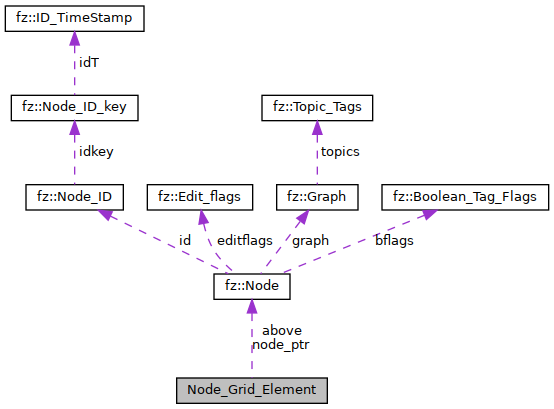 fz::ID_TimeStamp
idT
fz::Node_ID_key
fz::Topic_Tags
idkey
topics
fz::Node_ID
fz::Edit_flags
fz::Graph
fz::Boolean_Tag_Flags
id
editflags
graph
bflags
fz::Node
above
node_ptr
Node_Grid_Element